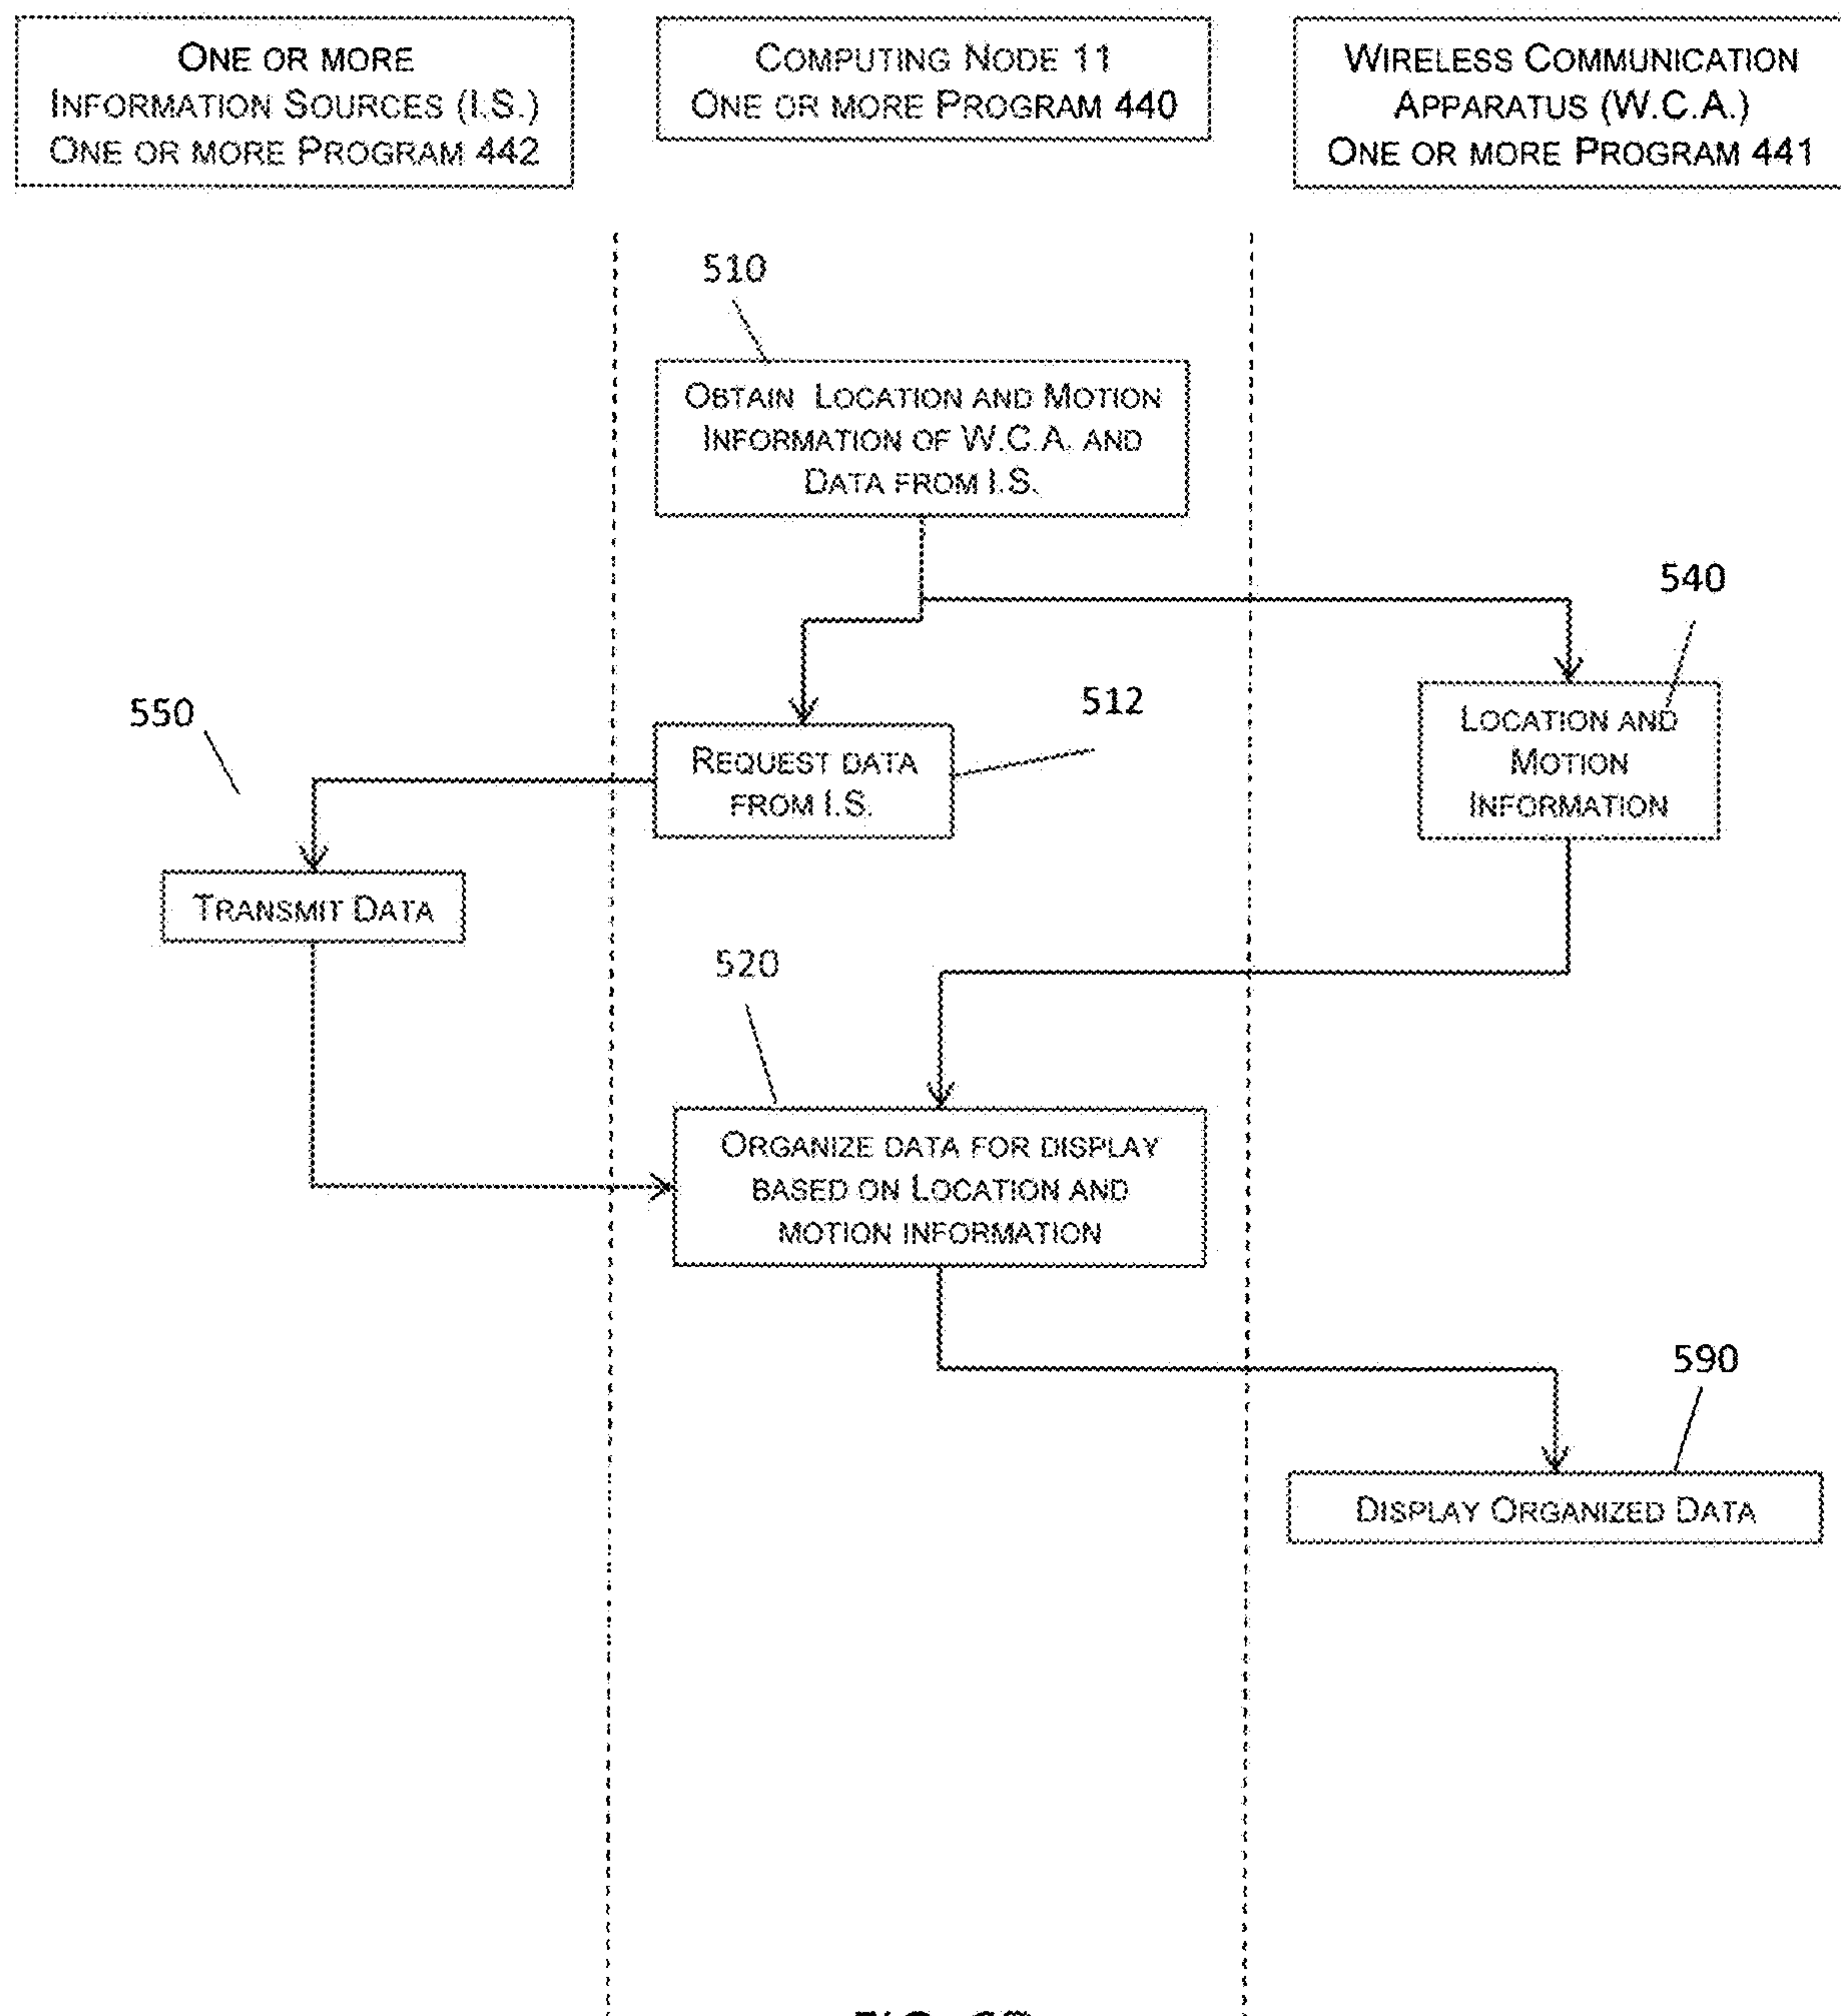 ONE OR MORE
INFORMATION SOURCES (I.S.)
ONE OR MORE PROGRAM 442
COMPUTING NODE 11
ONE OR MORE PROGRAM 440
WIRELESS COMMUNICATION
APPARATUS (W.C.A.)
ONE OR MORE PROGRAM 441
510
OBTAIN LOCATION AND MOTION
INFORMATION OF W.C.A. AND
DATA FROM I.S.
540
LOCATION AND
MOTION
INFORMATION
512
REQUEST DATA
FROM I.S.
550
TRANSMIT DATA
520
ORGANIZE DATA FOR DISPLAY
BASED ON LOCATION AND
MOTION INFORMATION
590
DISPLAY ORGANIZED DATA